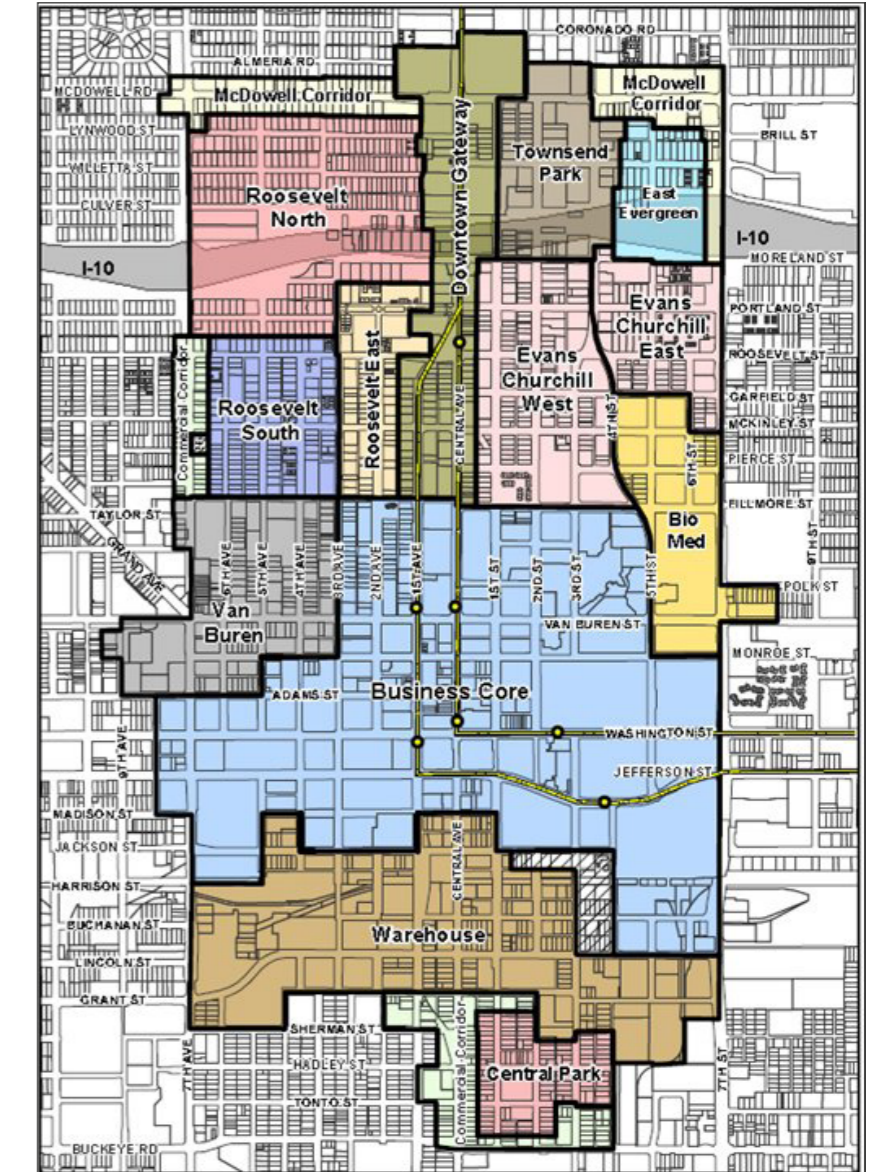 CORONADO RD
ALMERIA RD
MCDOWELL RD
McDowell Corridor
McDowell
Corridor
LYNWOOD ST
BRILL ST
WILLETTA ST
CULVER ST
Roosevelt
North
Downtown Gateway
Townsend
Park
East
Evergreen
I-10
I-10
MORELAND ST
PORTLAND ST
ROOSEVELT ST
GARFIELD ST
MCKINLEY ST
PIERCE ST
FILLMORE ST
Evans
Churchill
East
Evans
Churchill
West
Commercial Corridor
Roosevelt
South
Roosevelt East
CENTRAL AVE
4TH ST
6TH ST
Bio
Med
9TH ST
TAYLOR ST
GRAND AVE
6TH AVE
5TH AVE
4TH AVE
3RD AVE
2ND AVE
1ST AVE
1ST ST
2ND ST
3RD ST
5TH ST
POLK ST
Van
Buren
VAN BUREN ST
MONROE ST
ADAMS ST
Business Core
WASHINGTON ST
JEFFERSON ST
9TH AVE
MADISON ST
JACKSON ST
HARRISON ST
BUCHANAN ST
LINCOLN ST
GRANT ST
CENTRAL AVE
Warehouse
SHERMAN ST
HADLEY ST
TONTO ST
BUCKEYE RD
7TH AVE
Commercial Corridor
Central Park
7TH ST